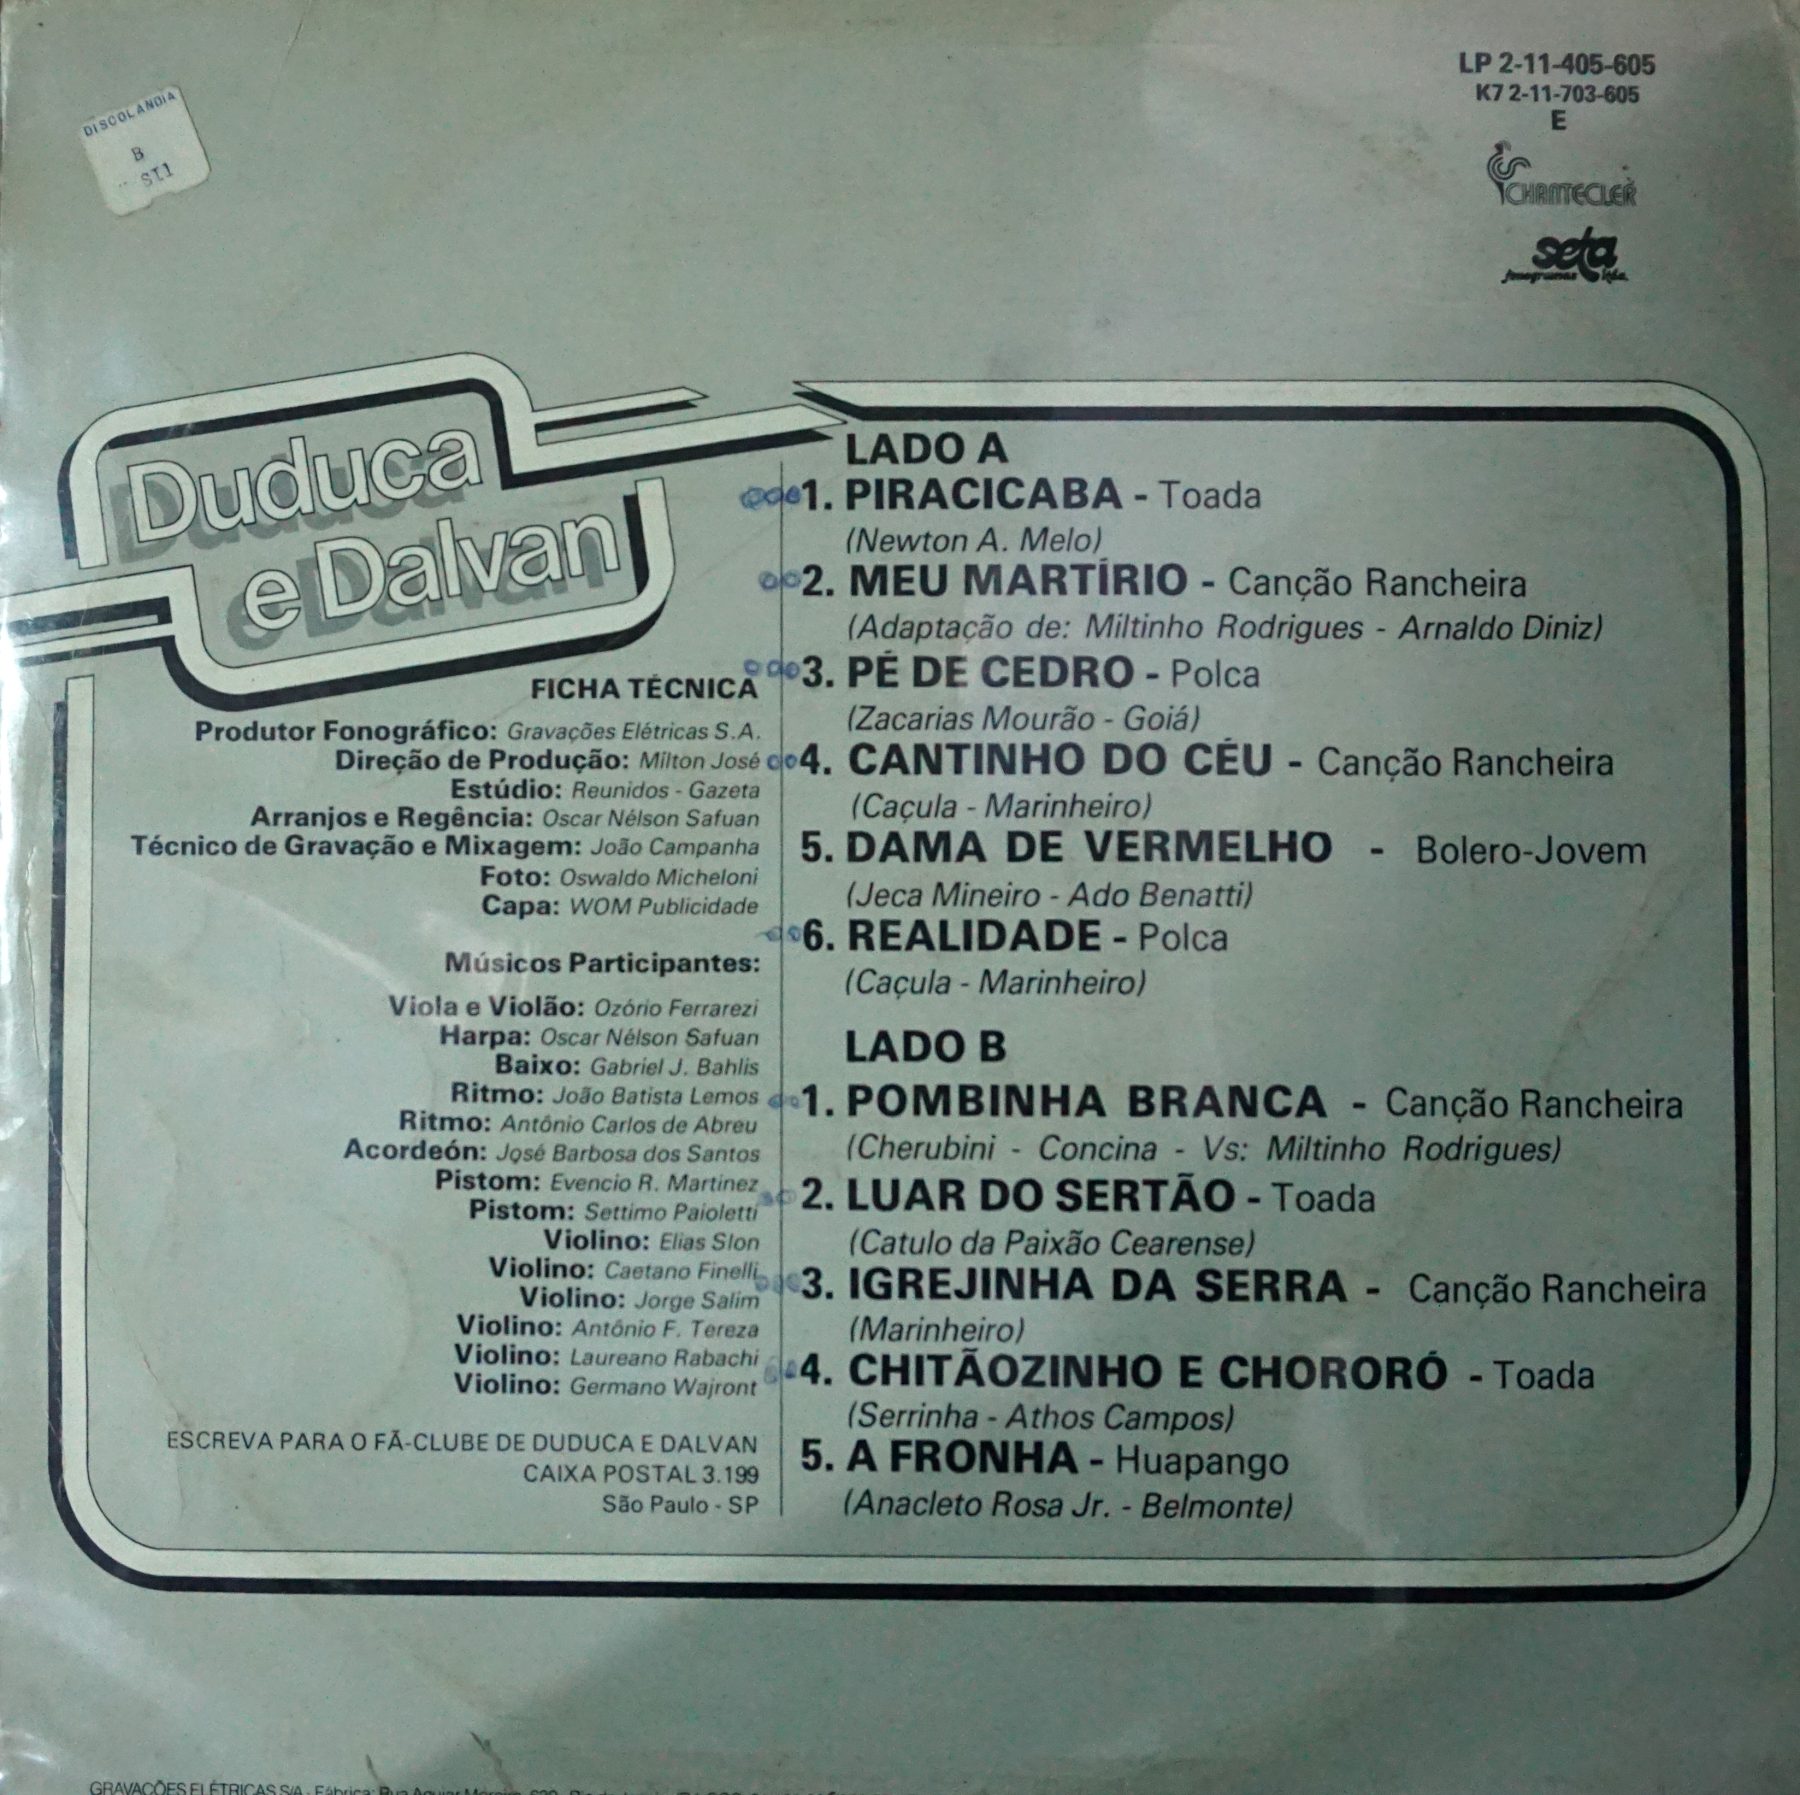 DISCOLANDIA
B
ST1
LP 2-11-405-605
K7 2-11-703-605
E
CHANTECLER
seta
fonogramas ltda.
Duduca
e Dalvan
FICHA TÉCNICA
Produtor Fonográfico: Gravações Elétricas S.A.
Direção de Produção: Milton José
Estúdio: Reunidos - Gazeta
Arranjos e Regência: Oscar Nélson Safuan
Técnico de Gravação e Mixagem: João Campanha
Foto: Oswaldo Micheloni
Capa: WOM Publicidade
Músicos Participantes:
Viola e Violão: Ozório Ferrarezi
Harpa: Oscar Nélson Safuan
Baixo: Gabriel J. Bahlis
Ritmo: João Batista Lemos
Ritmo: Antônio Carlos de Abreu
Acordeón: José Barbosa dos Santos
Pistom: Evencio R. Martinez
Pistom: Settimo Paioletti
Violino: Elias Slon
Violino: Caetano Finelli
Violino: Jorge Salim
Violino: Antônio F. Tereza
Violino: Laureano Rabachi
Violino: Germano Wajront
ESCREVA PARA O FÃ-CLUBE DE DUDUCA E DALVAN
CAIXA POSTAL 3.199
São Paulo - SP
LADO A
1. PIRACICABA - Toada
(Newton A. Melo)
2. MEU MARTÍRIO - Canção Rancheira
(Adaptação de: Miltinho Rodrigues - Arnaldo Diniz)
3. PÉ DE CEDRO - Polca
(Zacarias Mourão - Goiá)
4. CANTINHO DO CÉU - Canção Rancheira
(Caçula - Marinheiro)
5. DAMA DE VERMELHO - Bolero-Jovem
(Jeca Mineiro - Ado Benatti)
6. REALIDADE - Polca
(Caçula - Marinheiro)
LADO B
1. POMBINHA BRANCA - Canção Rancheira
(Cherubini - Concina - Vs: Miltinho Rodrigues)
2. LUAR DO SERTÃO - Toada
(Catulo da Paixão Cearense)
3. IGREJINHA DA SERRA - Canção Rancheira
(Marinheiro)
4. CHITÃOZINHO E CHORORÓ - Toada
(Serrinha - Athos Campos)
5. A FRONHA - Huapango
(Anacleto Rosa Jr. - Belmonte)
GRAVAÇÕES ELÉTRICAS S/A - Fábrica: Rua